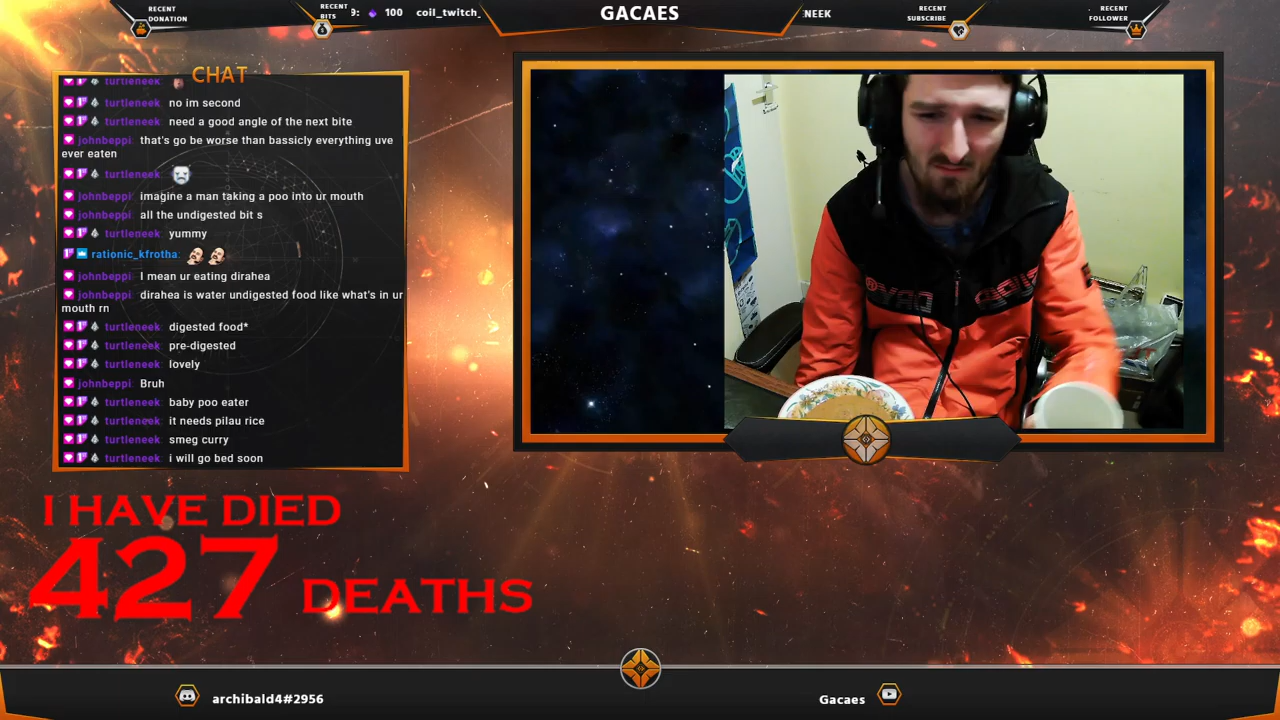 RECENT
DONATION
RECENT
BITS
9: 100 coil_twitch_
GACAES
NEEK
RECENT
SUBSCRIBE
RECENT
FOLLOWER
CHAT
turtleneek
turtleneek: no im second
turtleneek: need a good angle of the next bite
johnbeppi: that's go be worse than bassicly everything uve
ever eaten
turtleneek:
johnbeppi: imagine a man taking a poo into ur mouth
johnbeppi: all the undigested bit s
turtleneek: yummy
rationic_kfrotha:
johnbeppi: I mean ur eating dirahea
johnbeppi: dirahea is water undigested food like what's in ur
mouth rn
turtleneek: digested food*
turtleneek: pre-digested
turtleneek: lovely
johnbeppi: Bruh
turtleneek: baby poo eater
turtleneek: it needs pilau rice
turtleneek: smeg curry
turtleneek: i will go bed soon
I HAVE DIED
427 DEATHS
archibald4#2956
Gacaes